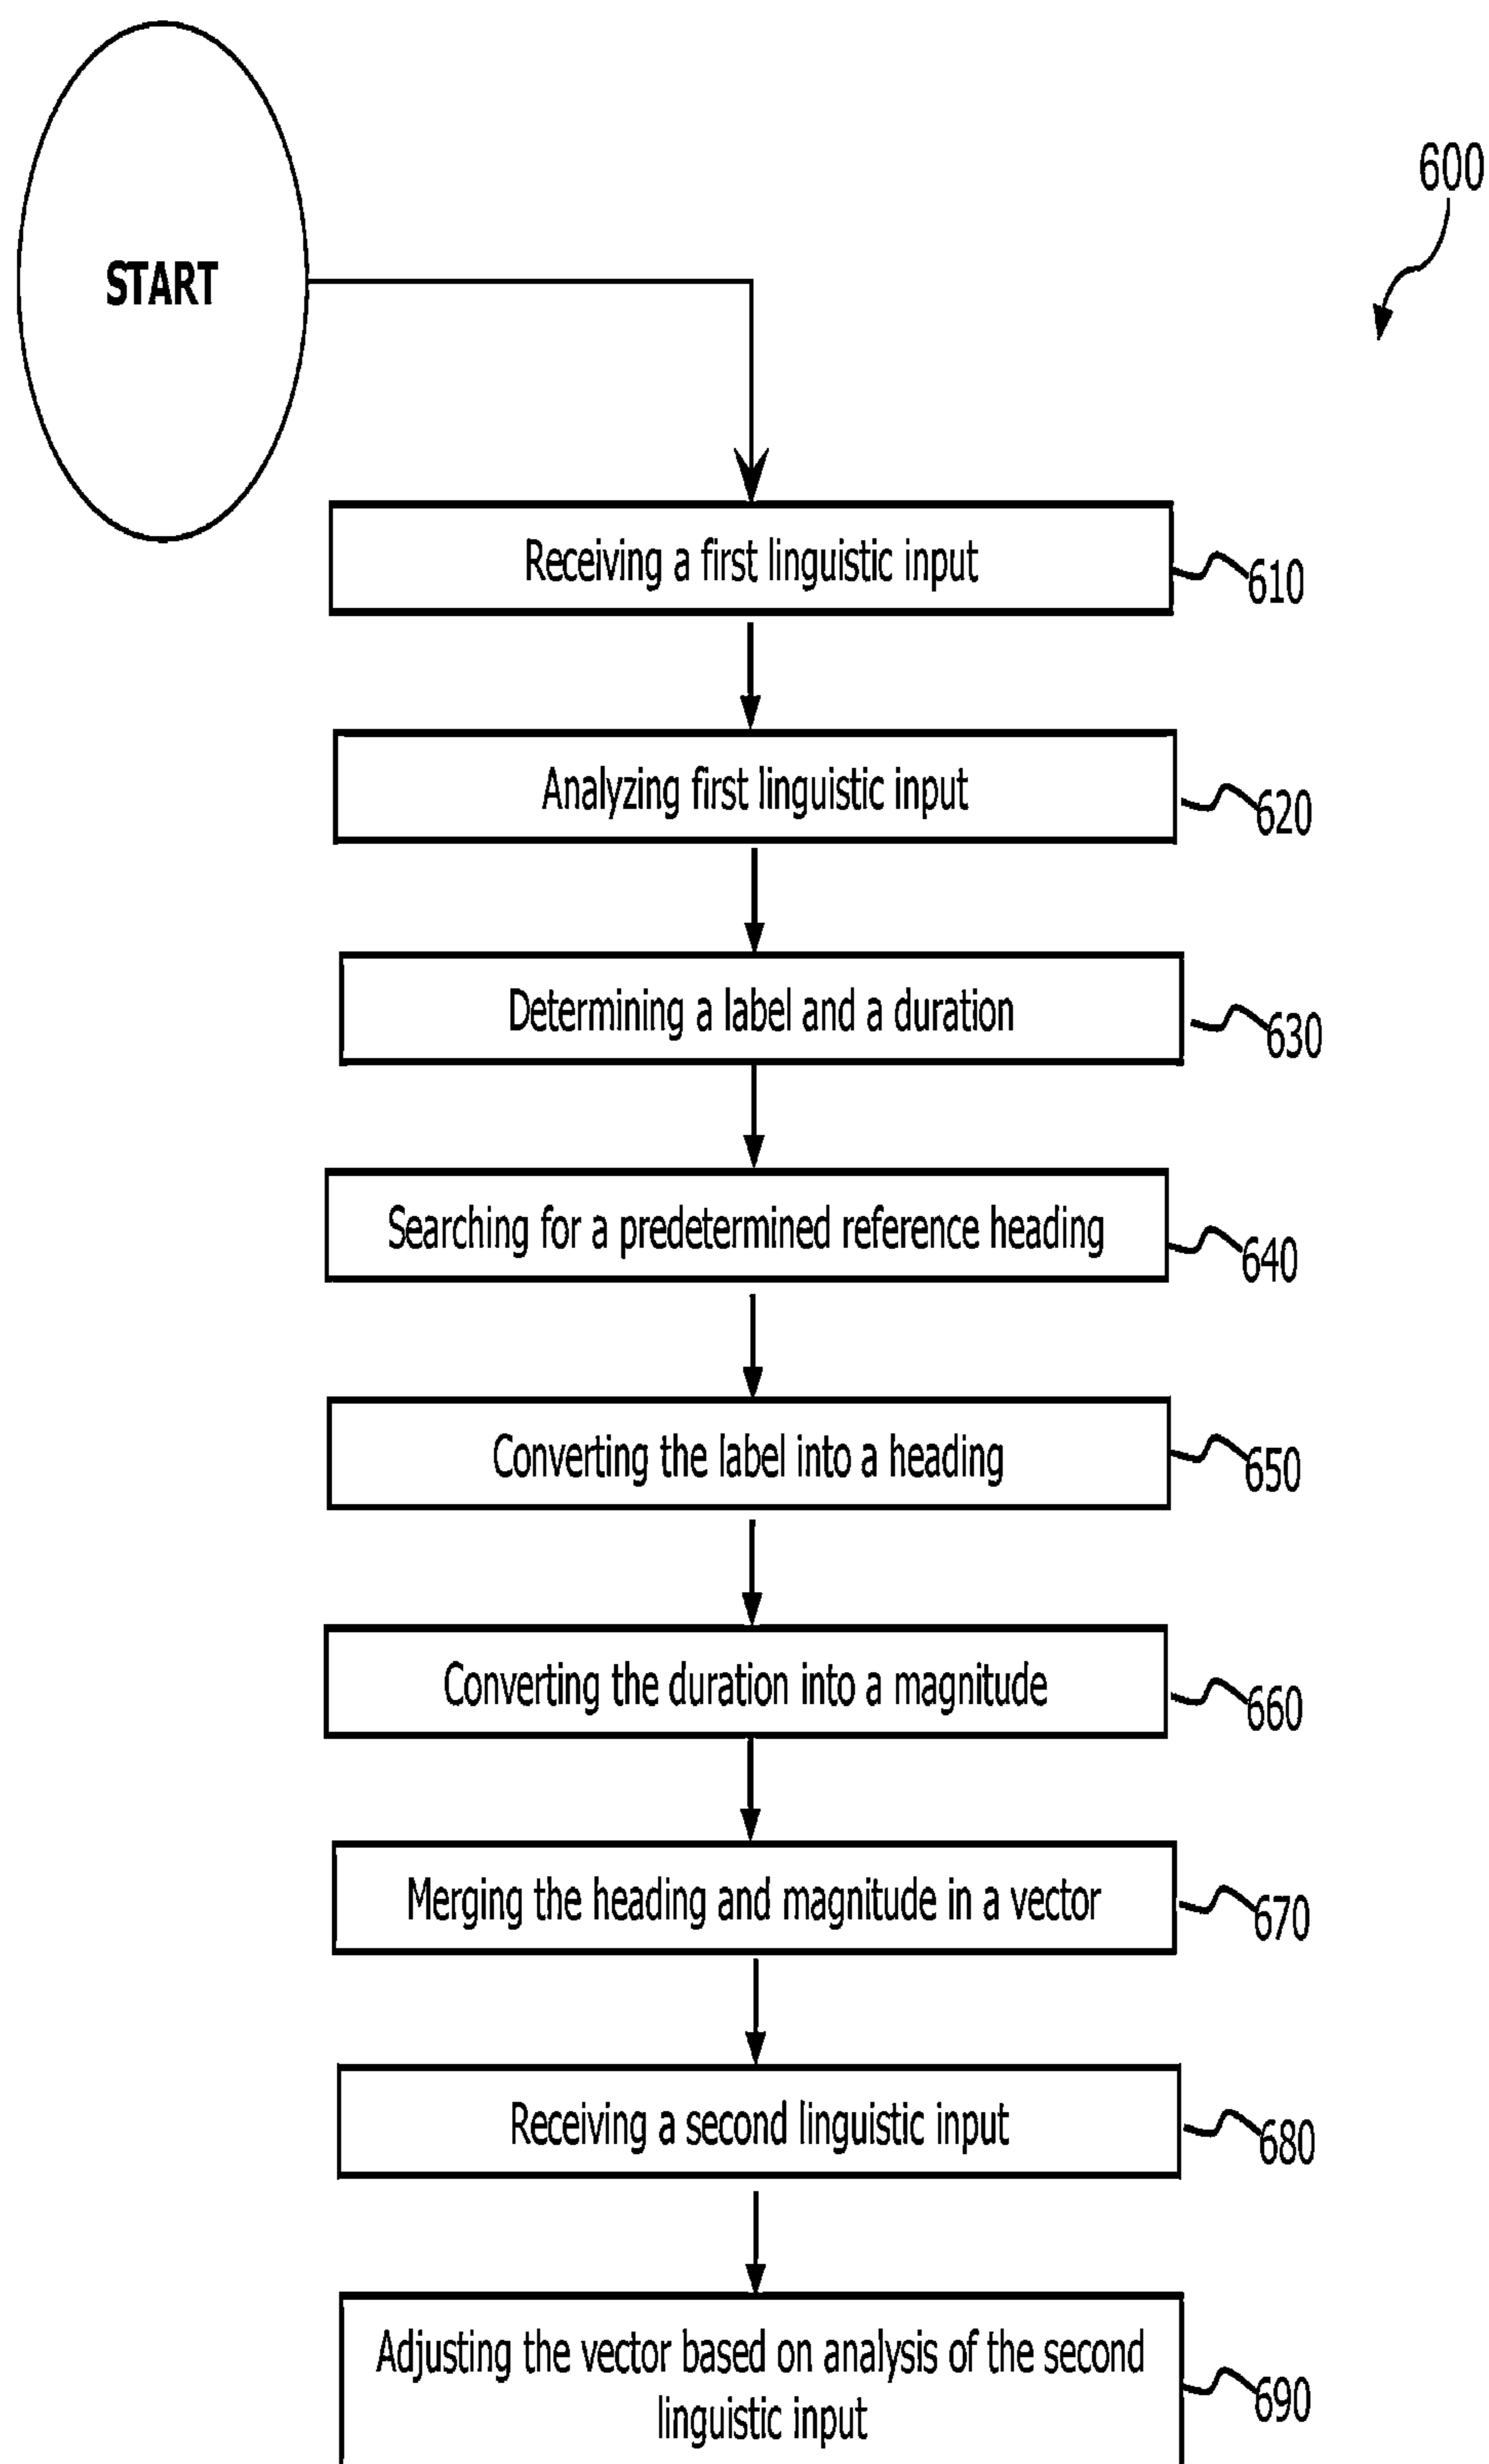 600
START
Receiving a first linguistic input
610
Analyzing first linguistic input
620
Determining a label and a duration
630
Searching for a predetermined reference heading
640
Converting the label into a heading
650
Converting the duration into a magnitude
660
Merging the heading and magnitude in a vector
670
Receiving a second linguistic input
680
Adjusting the vector based on analysis of the second
linguistic input
690